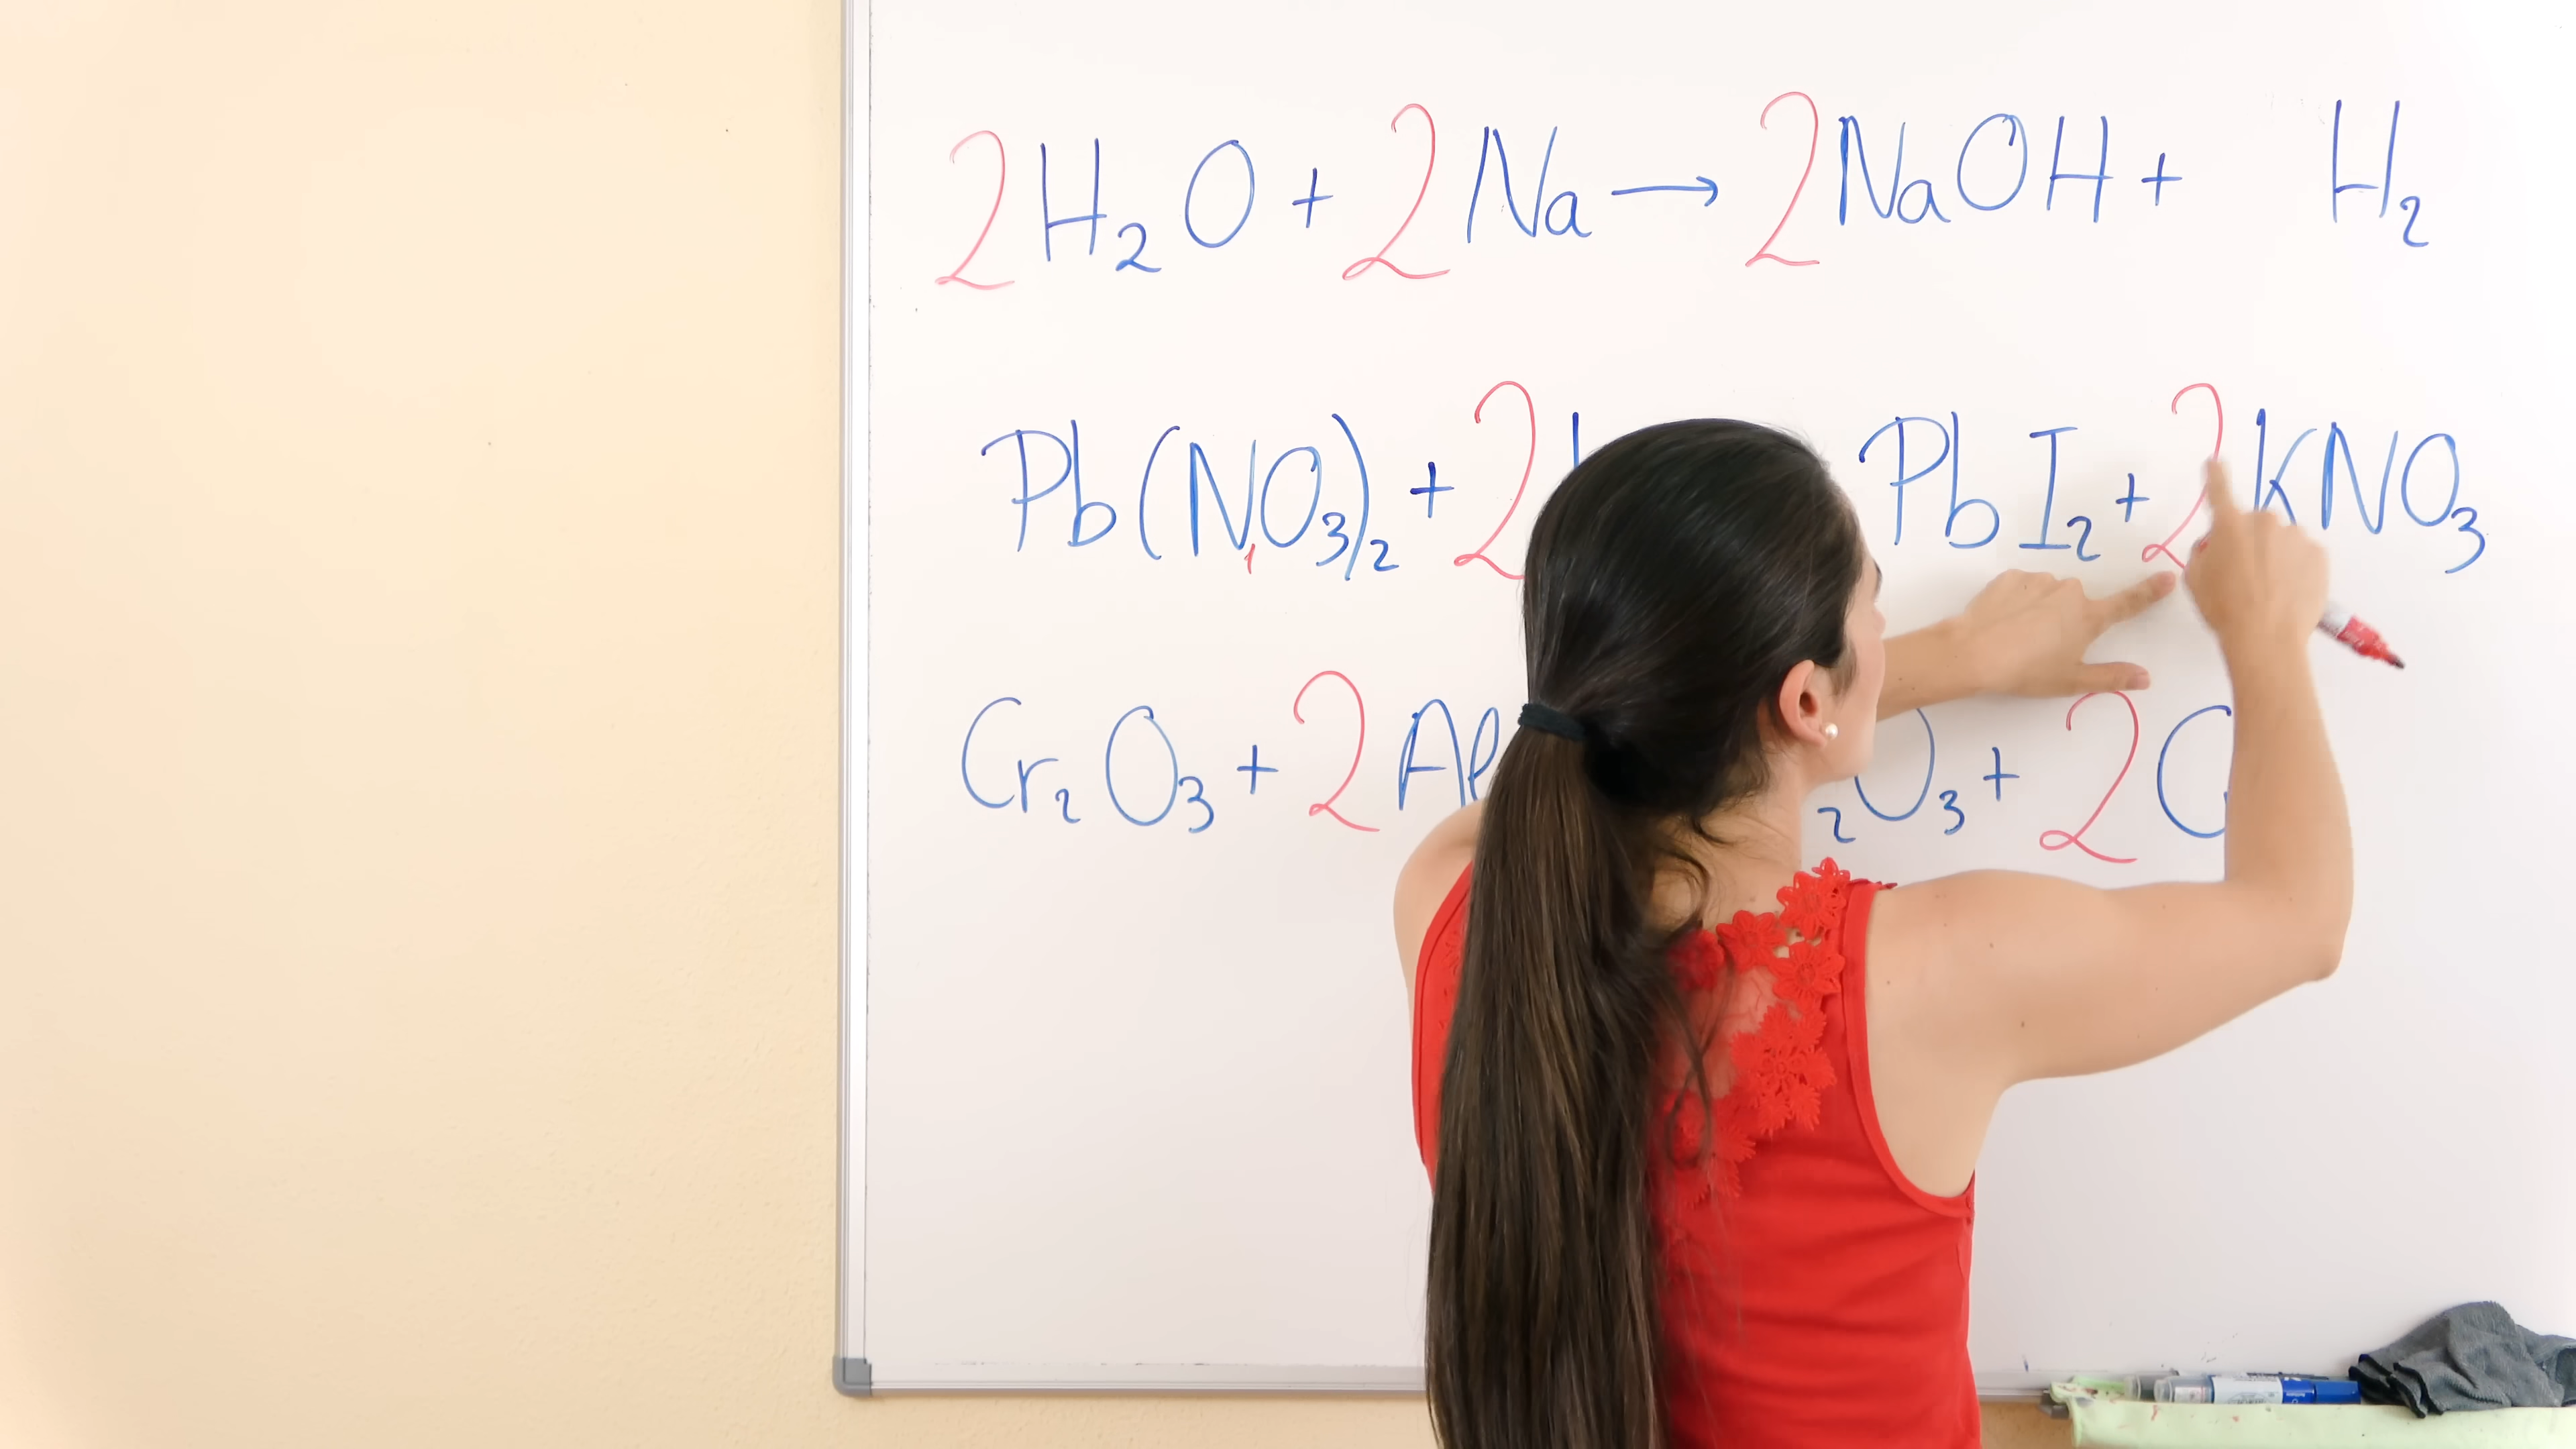 2H₂O + 2Na → 2NaOH + H₂
Pb(NO₃)₂ + 2 PbI₂ + 2KNO₃
Cr₂O₃ + 2Al ₂O₃ + 2C